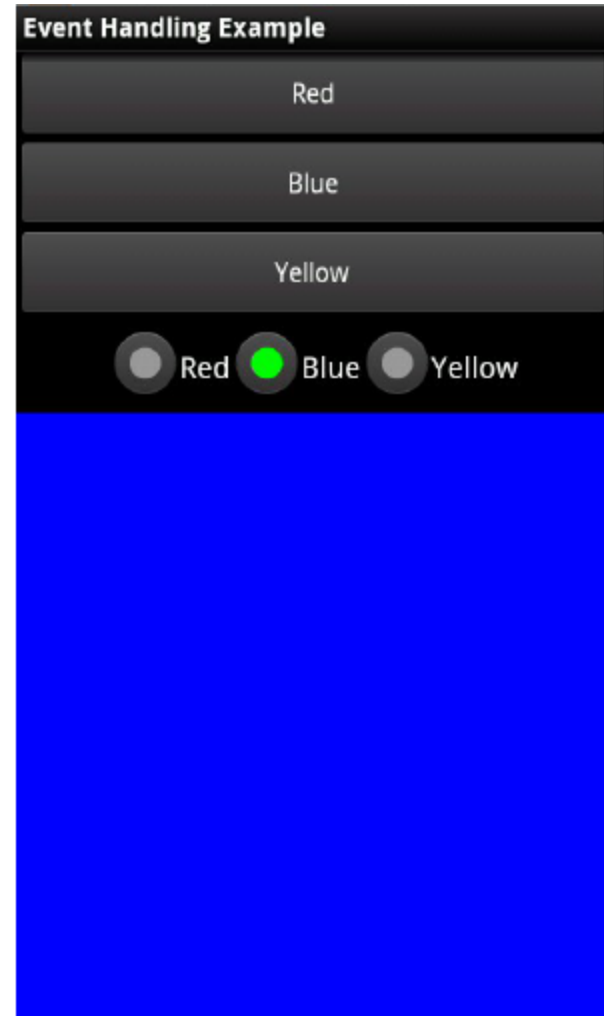 Event Handling Example
Red
Blue
Yellow
Red Blue Yellow